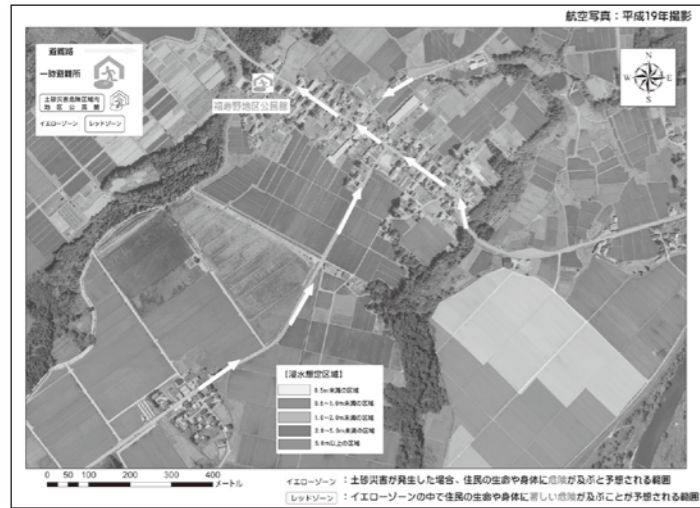 航空写真：平成19年撮影
避難路
一時避難所
土砂災害危険区域内
地区公民館
イエローゾーン
レッドゾーン
福寿野地区公民館
N
W
E
S
【浸水想定区域】
0.5m未満の区域
0.5～1.0m未満の区域
1.0～2.0m未満の区域
2.0～5.0m未満の区域
5.0m以上の区域
0 50 100 200 300 400
メートル
イエローゾーン ：土砂災害が発生した場合、住民の生命や身体に危険が及ぶと予想される範囲
レッドゾーン ：イエローゾーンの中で住民の生命や身体に著しい危険が及ぶことが予想される範囲